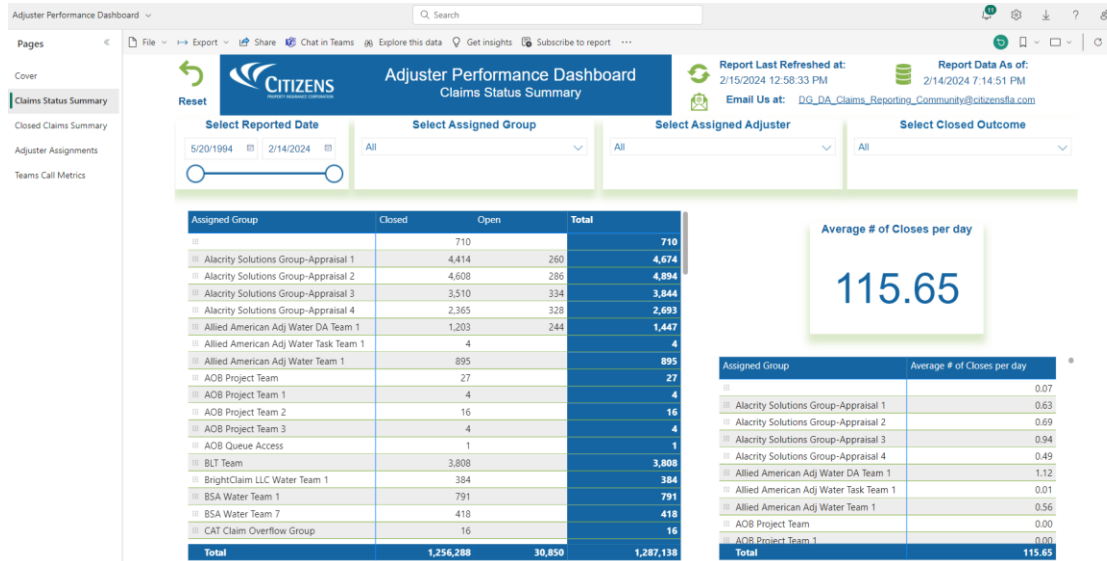 Adjuster Performance Dashboard
Search
11
?
Pages
File
Export
Share
Chat in Teams
Explore this data
Get insights
Subscribe to report
...
Cover
Claims Status Summary
Closed Claims Summary
Adjuster Assignments
Teams Call Metrics
Reset
CITIZENS
PROPERTY INSURANCE CORPORATION
Adjuster Performance Dashboard
Claims Status Summary
Report Last Refreshed at:
2/15/2024 12:58:33 PM
Report Data As of:
2/14/2024 7:14:51 PM
Email Us at: DG_DA_Claims_Reporting_Community@citizensfla.com
Select Reported Date
5/20/1994 2/14/2024
Select Assigned Group
All
Select Assigned Adjuster
All
Select Closed Outcome
All
Assigned Group Closed Open Total
710 710
Alacrity Solutions Group-Appraisal 1 4,414 260 4,674
Alacrity Solutions Group-Appraisal 2 4,608 286 4,894
Alacrity Solutions Group-Appraisal 3 3,510 334 3,844
Alacrity Solutions Group-Appraisal 4 2,365 328 2,693
Allied American Adj Water DA Team 1 1,203 244 1,447
Allied American Adj Water Task Team 1 4 4
Allied American Adj Water Team 1 895 895
AOB Project Team 27 27
AOB Project Team 1 4 4
AOB Project Team 2 16 16
AOB Project Team 3 4 4
AOB Queue Access 1 1
BLT Team 3,808 3,808
BrightClaim LLC Water Team 1 384 384
BSA Water Team 1 791 791
BSA Water Team 7 418 418
CAT Claim Overflow Group 16 16
Total 1,256,288 30,850 1,287,138
Average # of Closes per day
115.65
Assigned Group Average # of Closes per day
0.07
Alacrity Solutions Group-Appraisal 1 0.63
Alacrity Solutions Group-Appraisal 2 0.69
Alacrity Solutions Group-Appraisal 3 0.94
Alacrity Solutions Group-Appraisal 4 0.49
Allied American Adj Water DA Team 1 1.12
Allied American Adj Water Task Team 1 0.01
Allied American Adj Water Team 1 0.56
AOB Project Team 0.00
AOB Project Team 1 0.00
Total 115.65